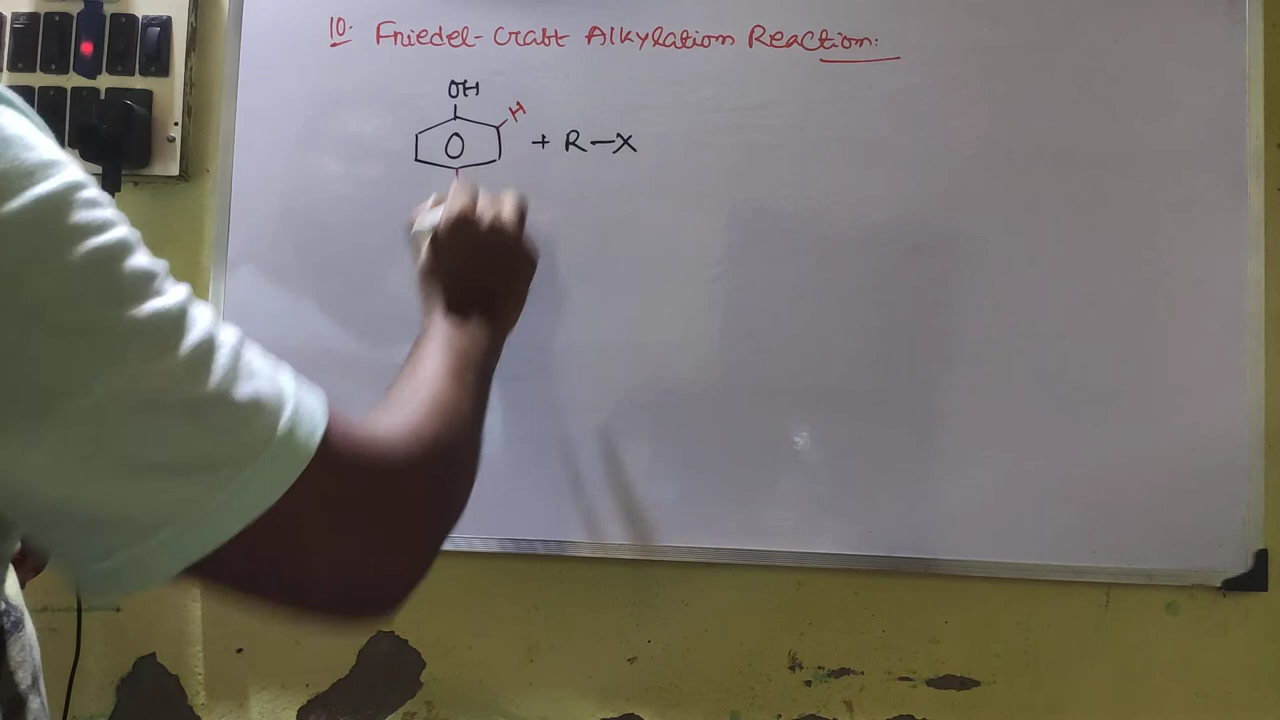 10. Friedel-Craft Alkylation Reaction:
OH
H
+ R-X